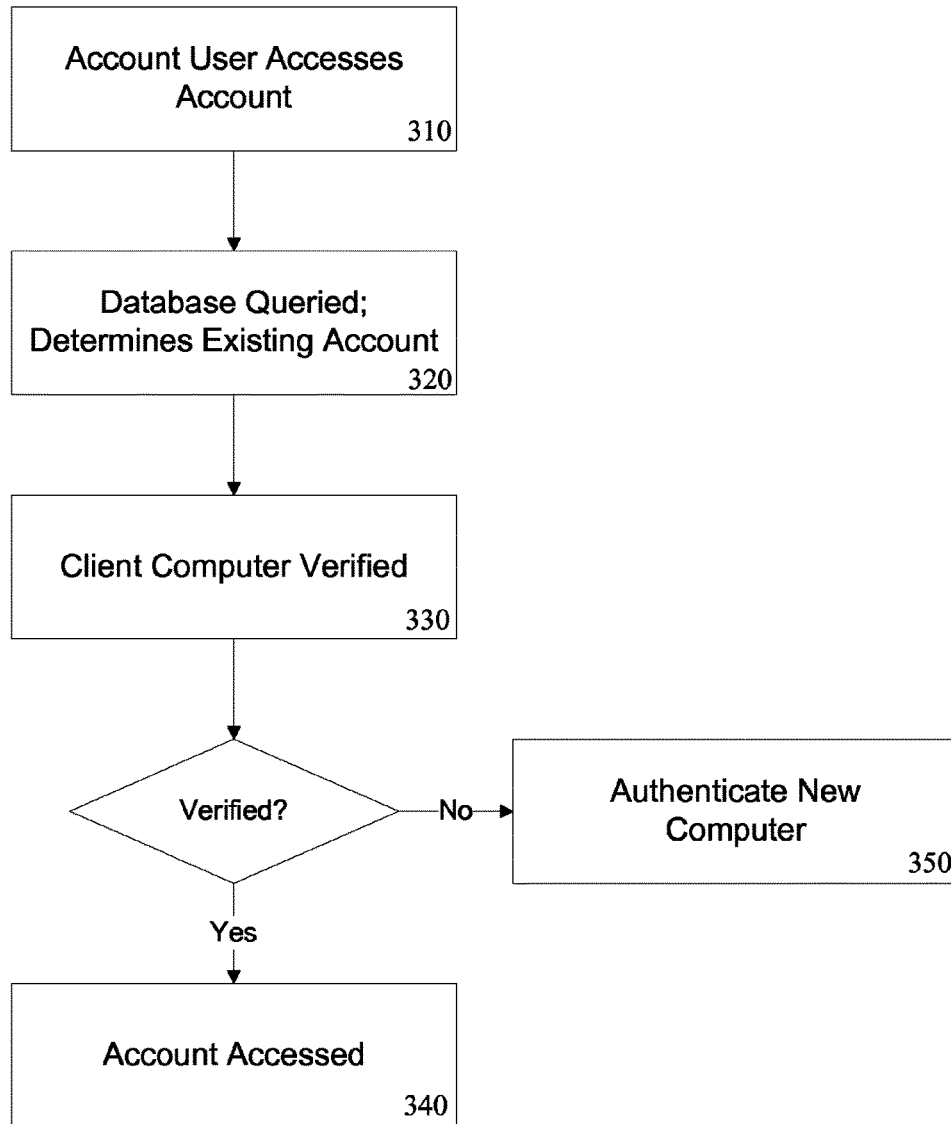 Account User Accesses
Account
310
Database Queried;
Determines Existing Account
320
Client Computer Verified
330
Verified?
No
Authenticate New
Computer
350
Yes
Account Accessed
340